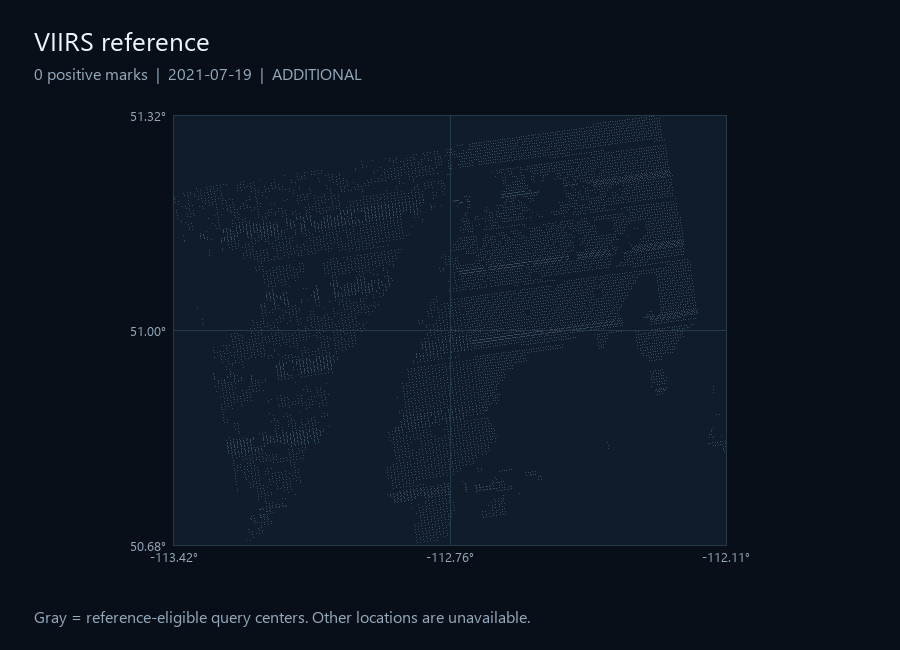 VIIRS reference
0 positive marks | 2021-07-19 | ADDITIONAL
51.32°
51.00°
50.68°
-113.42°
-112.76°
-112.11°
Gray = reference-eligible query centers. Other locations are unavailable.